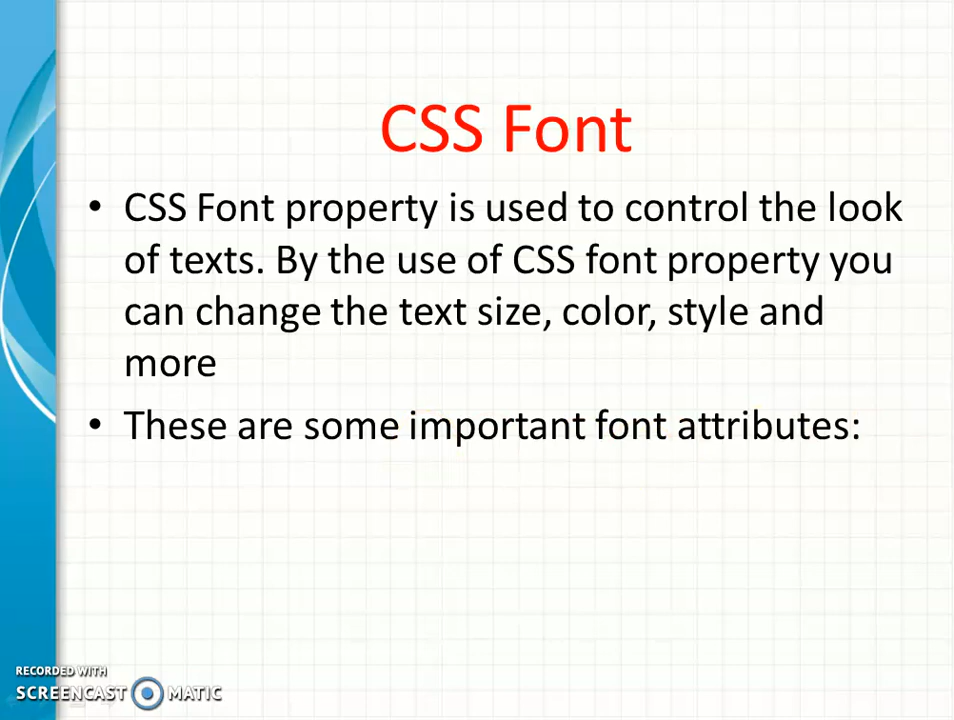 CSS Font
• CSS Font property is used to control the look
of texts. By the use of CSS font property you
can change the text size, color, style and
more
• These are some important font attributes:
RECORDED WITH
SCREENCAST MATIC